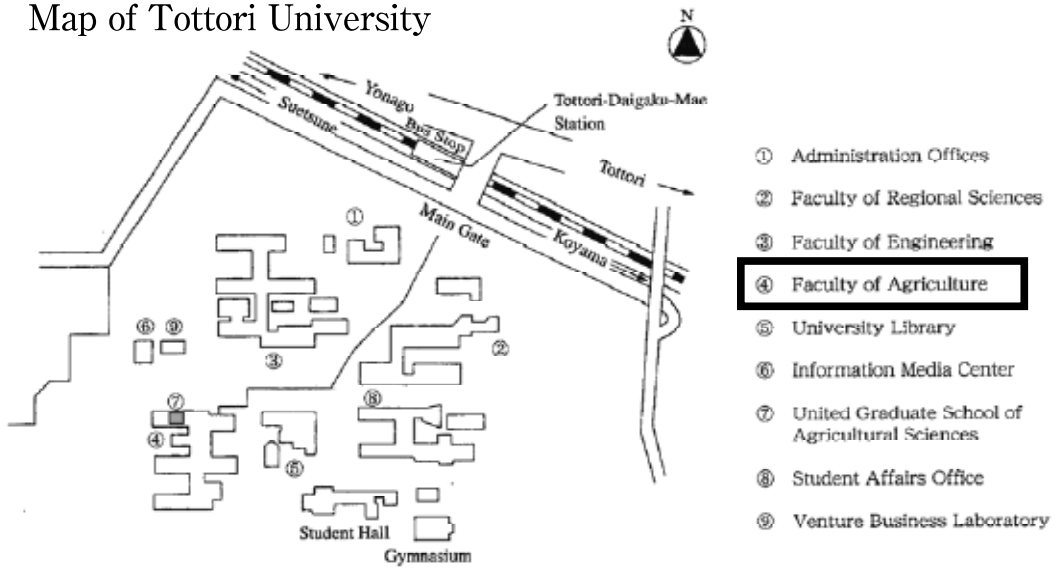 Map of Tottori University
N
Yonago
Suetsune
Bus Stop
Tottori-Daigaku-Mae
Station
Tottori
Main Gate
Koyama
①
③
②
⑥ ⑨
⑦
④
⑤
⑧
Student Hall
Gymnasium
① Administration Offices
② Faculty of Regional Sciences
③ Faculty of Engineering
④ Faculty of Agriculture
⑤ University Library
⑥ Information Media Center
⑦ United Graduate School of
Agricultural Sciences
⑧ Student Affairs Office
⑨ Venture Business Laboratory